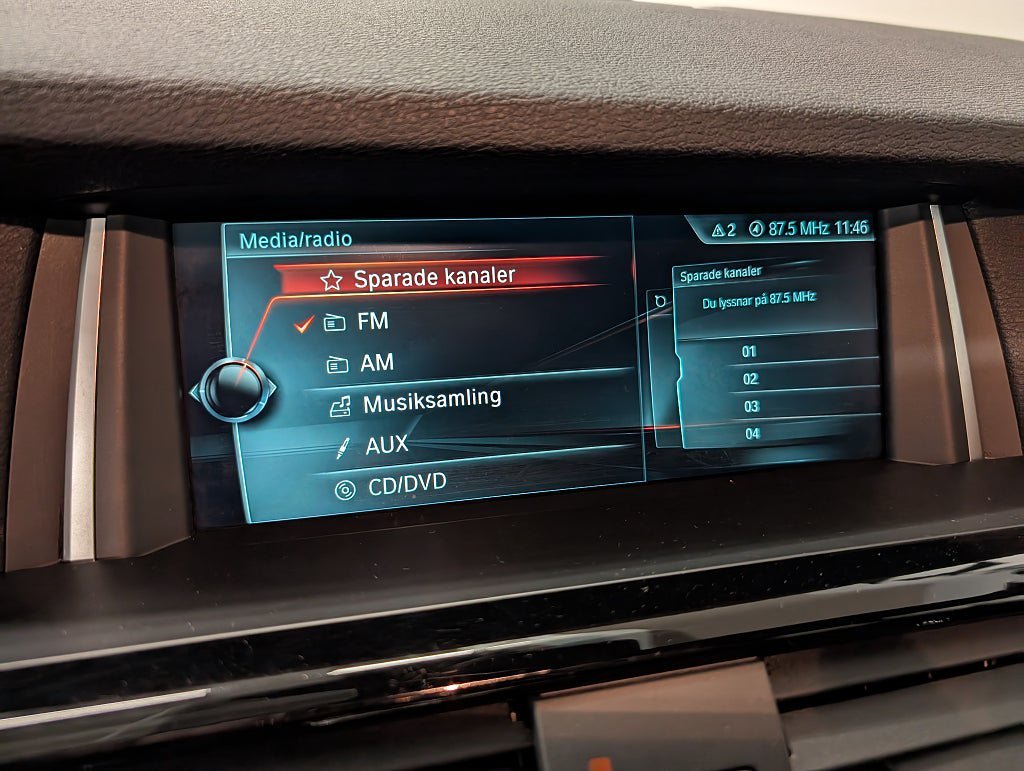 Media/radio
2 87.5 MHz 11:46
Sparade kanaler
FM
AM
Musiksamling
AUX
CD/DVD
Sparade kanaler
Du lyssnar på 87.5 MHz
01
02
03
04